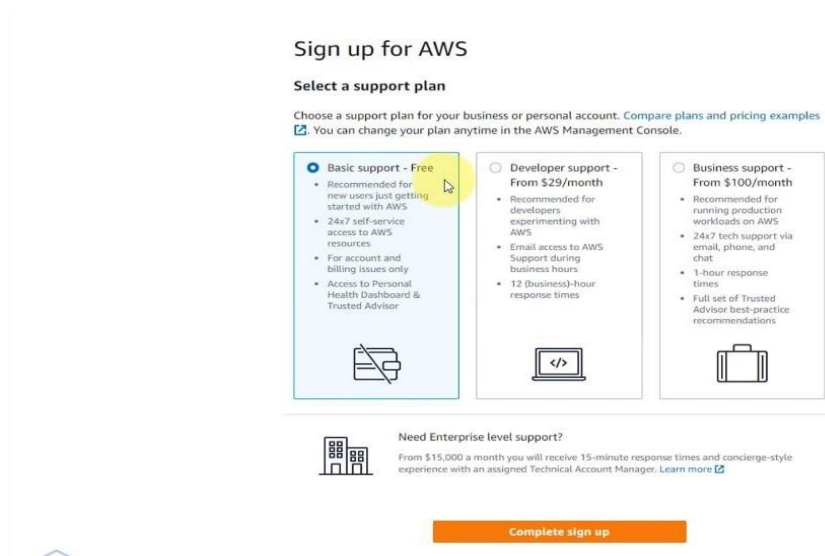 Sign up for AWS
Select a support plan
Choose a support plan for your business or personal account. Compare plans and pricing examples
. You can change your plan anytime in the AWS Management Console.
Basic support - Free
• Recommended for
new users just getting
started with AWS
• 24x7 self-service
access to AWS
resources
• For account and
billing issues only
• Access to Personal
Health Dashboard &
Trusted Advisor
Developer support -
From $29/month
• Recommended for
developers
experimenting with
AWS
• Email access to AWS
Support during
business hours
• 12 (business)-hour
response times
</>
Business support -
From $100/month
• Recommended for
running production
workloads on AWS
• 24x7 tech support via
email, phone, and
chat
• 1-hour response
times
• Full set of Trusted
Advisor best-practice
recommendations
Need Enterprise level support?
From $15,000 a month you will receive 15-minute response times and concierge-style
experience with an assigned Technical Account Manager. Learn more
Complete sign up